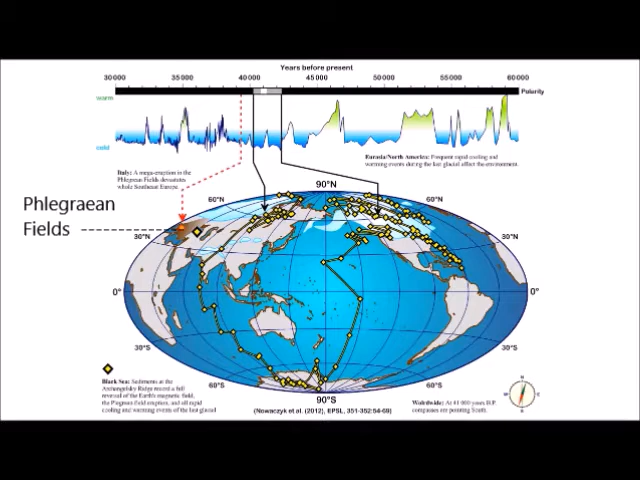 Years before present
30000 35000 40000 45000 50000 55000 60000
Polarity
warm
cold
Italy: A mega-eruption in the
Phlegrean Fields devastates
whole Southeast Europe.
Eurasia/North America: Frequent rapid cooling and
warming events during the last glacial affect the environment.
Phlegraean
Fields
90°N
60°N 60°N
30°N 30°N
0° 0°
30°S 30°S
60°S 60°S
90°S
Black Sea: Sediments at the
Archangelsky Ridge record a full
reversal of the Earth's magnetic field,
the Phlegrean field eruption, and all rapid
cooling and warming events of the last glacial
(Nowaczyk et al. (2012), EPSL, 351-352:54-69)
Worldwide: At 41 000 years B.P.
compasses are pointing South.